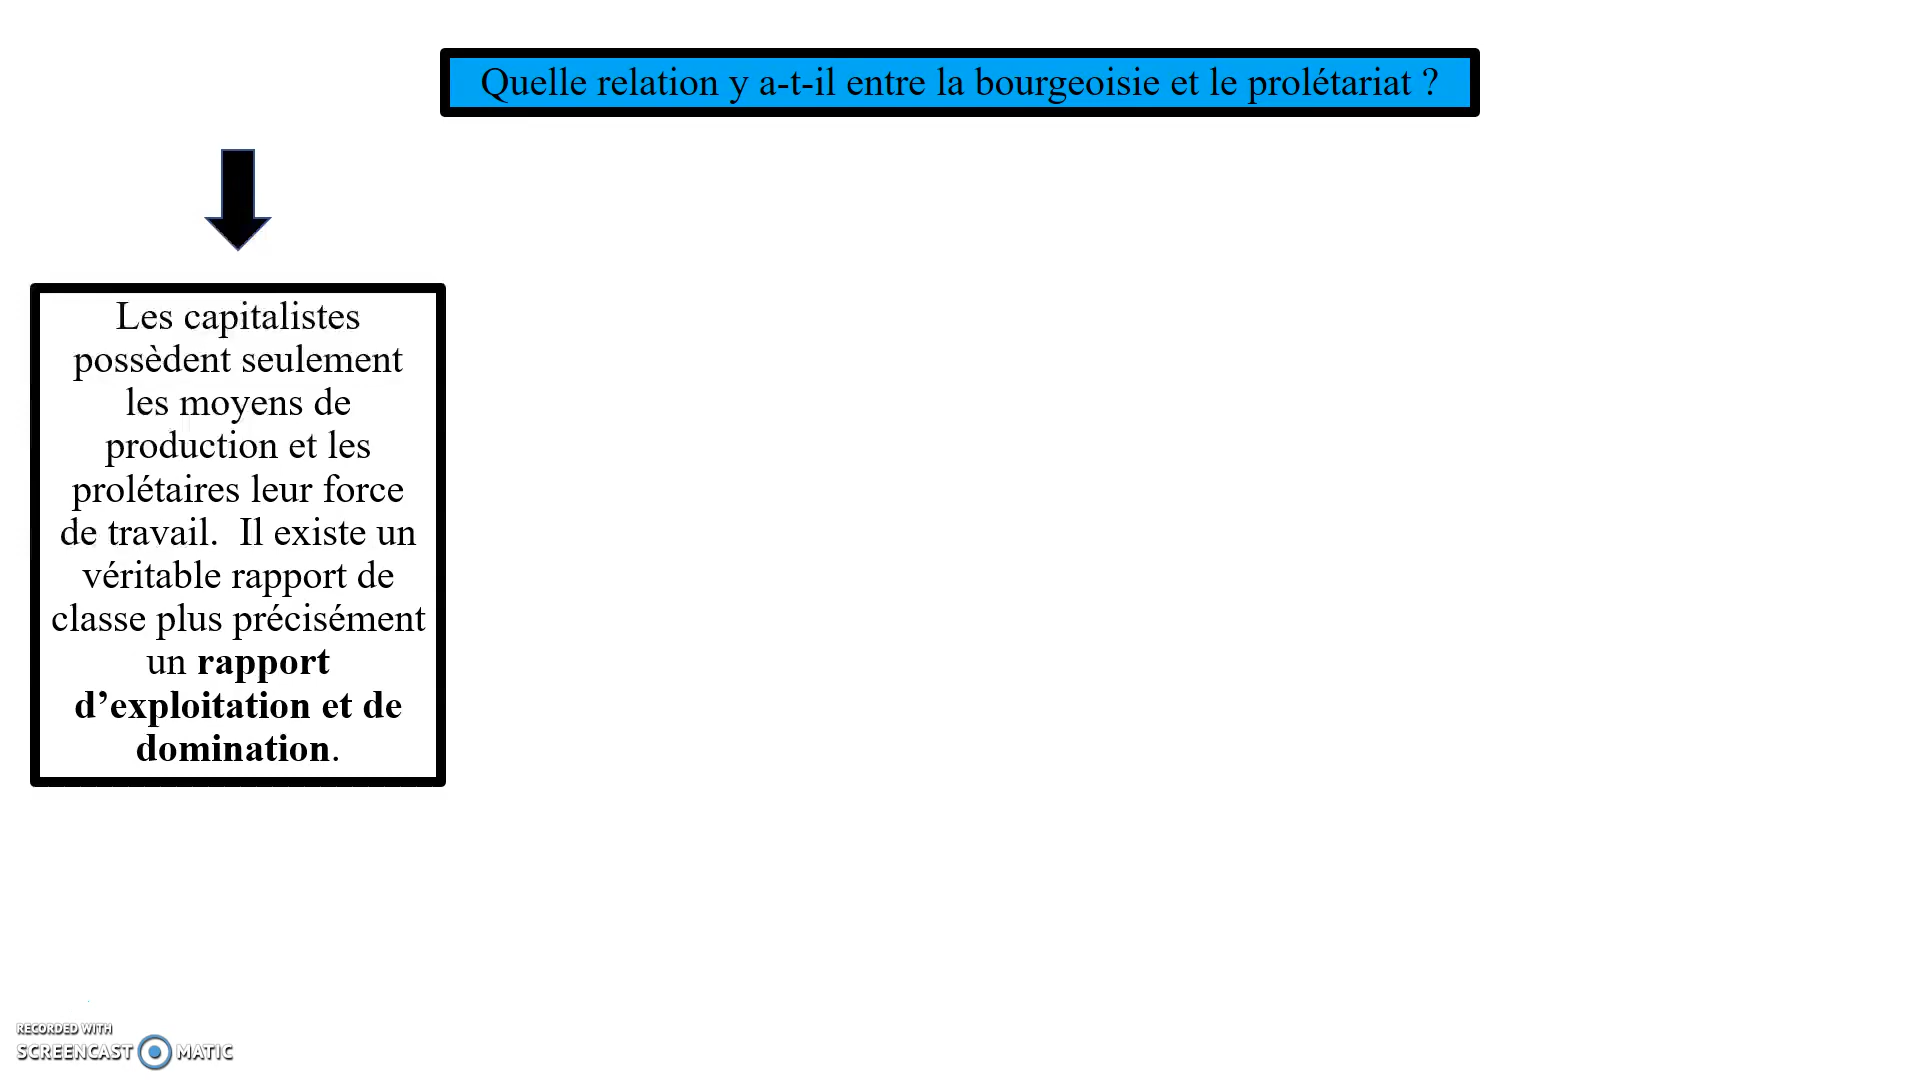 Quelle relation y a-t-il entre la bourgeoisie et le prolétariat ?
Les capitalistes
possèdent seulement
les moyens de
production et les
prolétaires leur force
de travail.  Il existe un
véritable rapport de
classe plus précisément
un rapport
d’exploitation et de
domination.
RECORDED WITH
SCREENCAST MATIC